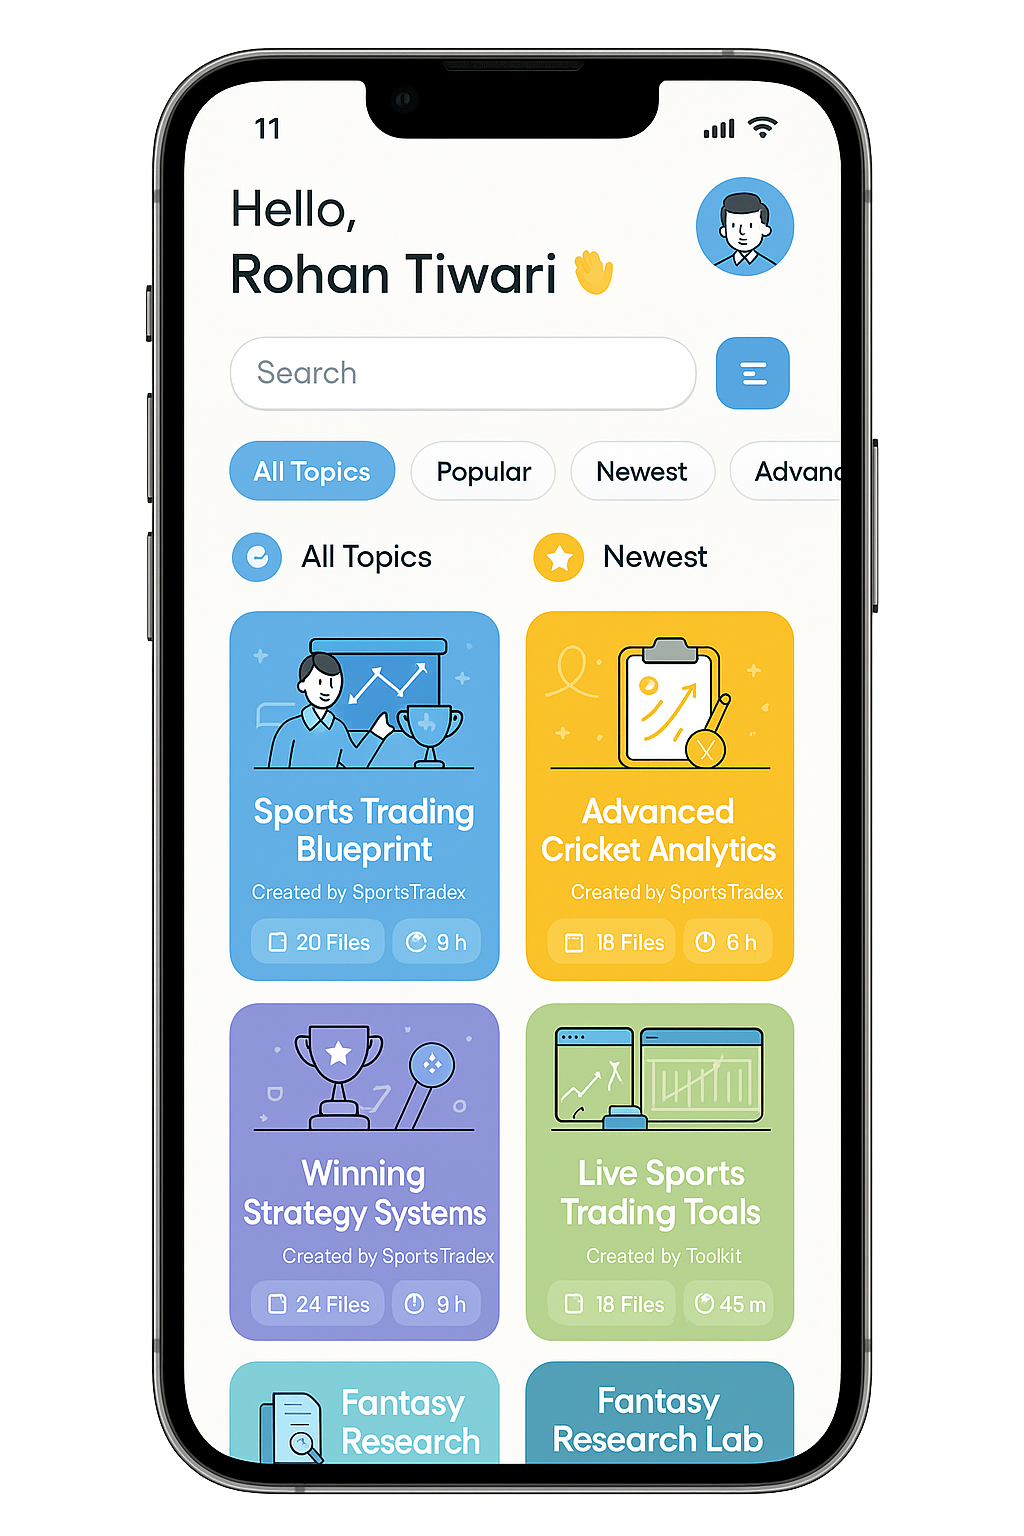 11
Hello,
Rohan Tiwari 👋
Search
All Topics
Popular
Newest
Advanc
All Topics
Newest
Sports Trading
Blueprint
Created by SportsTradex
20 Files
9 h
Advanced
Cricket Analytics
Created by SportsTradex
18 Files
6 h
Winning
Strategy Systems
Created by SportsTradex
24 Files
9 h
Live Sports
Trading Toals
Created by Toolkit
18 Files
45 m
Fantasy
Research
Fantasy
Research Lab